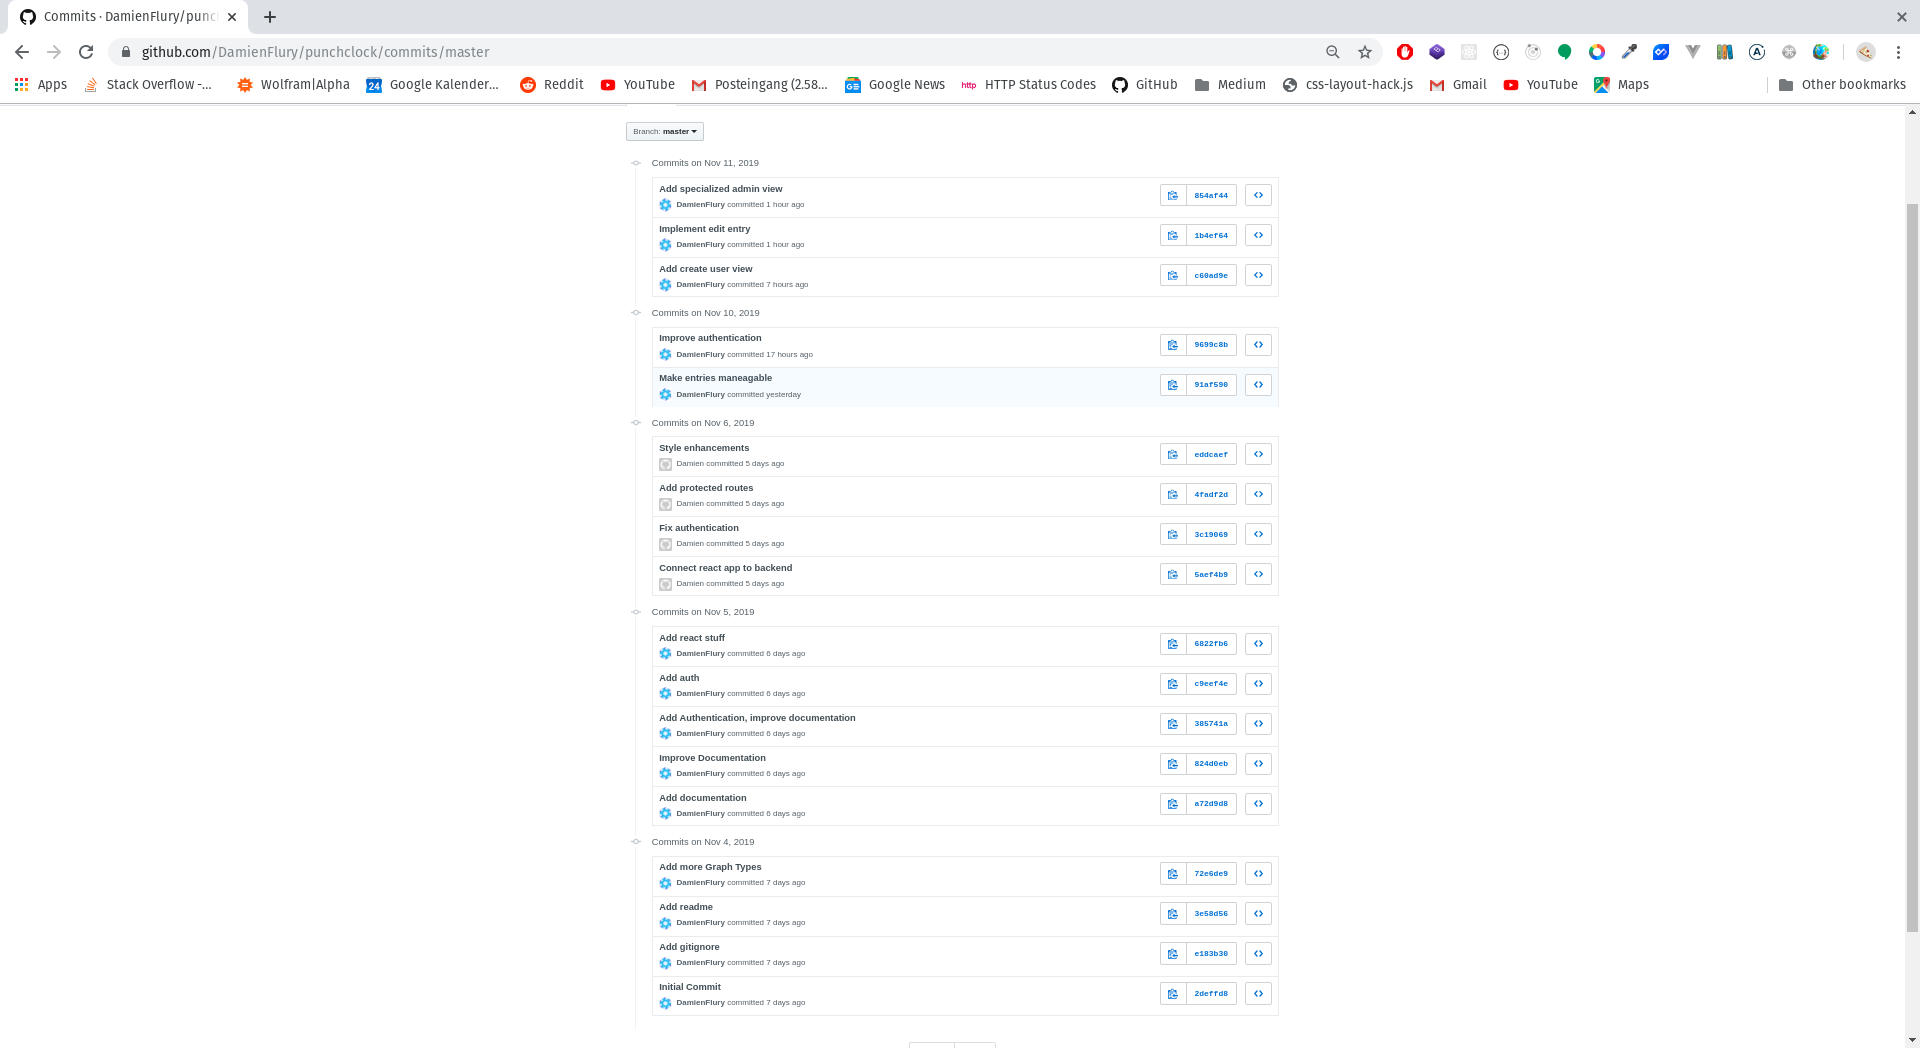 Commits · DamienFlury/punc
github.com/DamienFlury/punchclock/commits/master
Apps Stack Overflow -... Wolfram|Alpha 24 Google Kalender... Reddit YouTube Posteingang (2.58... Google News http HTTP Status Codes GitHub Medium css-layout-hack.js Gmail YouTube Maps Other bookmarks
Branch: master
Commits on Nov 11, 2019
Add specialized admin view
854af44
DamienFlury committed 1 hour ago
Implement edit entry
1b4ef64
DamienFlury committed 1 hour ago
Add create user view
c60ad9e
DamienFlury committed 7 hours ago
Commits on Nov 10, 2019
Improve authentication
9699c8b
DamienFlury committed 17 hours ago
Make entries maneagable
91af590
DamienFlury committed yesterday
Commits on Nov 6, 2019
Style enhancements
eddcaef
Damien committed 5 days ago
Add protected routes
4fadf2d
Damien committed 5 days ago
Fix authentication
3c19069
Damien committed 5 days ago
Connect react app to backend
5aef4b9
Damien committed 5 days ago
Commits on Nov 5, 2019
Add react stuff
6822fb6
DamienFlury committed 6 days ago
Add auth
c9eef4e
DamienFlury committed 6 days ago
Add Authentication, improve documentation
385741a
DamienFlury committed 6 days ago
Improve Documentation
824d0eb
DamienFlury committed 6 days ago
Add documentation
a72d9d8
DamienFlury committed 6 days ago
Commits on Nov 4, 2019
Add more Graph Types
72e6de9
DamienFlury committed 7 days ago
Add readme
3e58d56
DamienFlury committed 7 days ago
Add gitignore
e183b30
DamienFlury committed 7 days ago
Initial Commit
2deffd8
DamienFlury committed 7 days ago